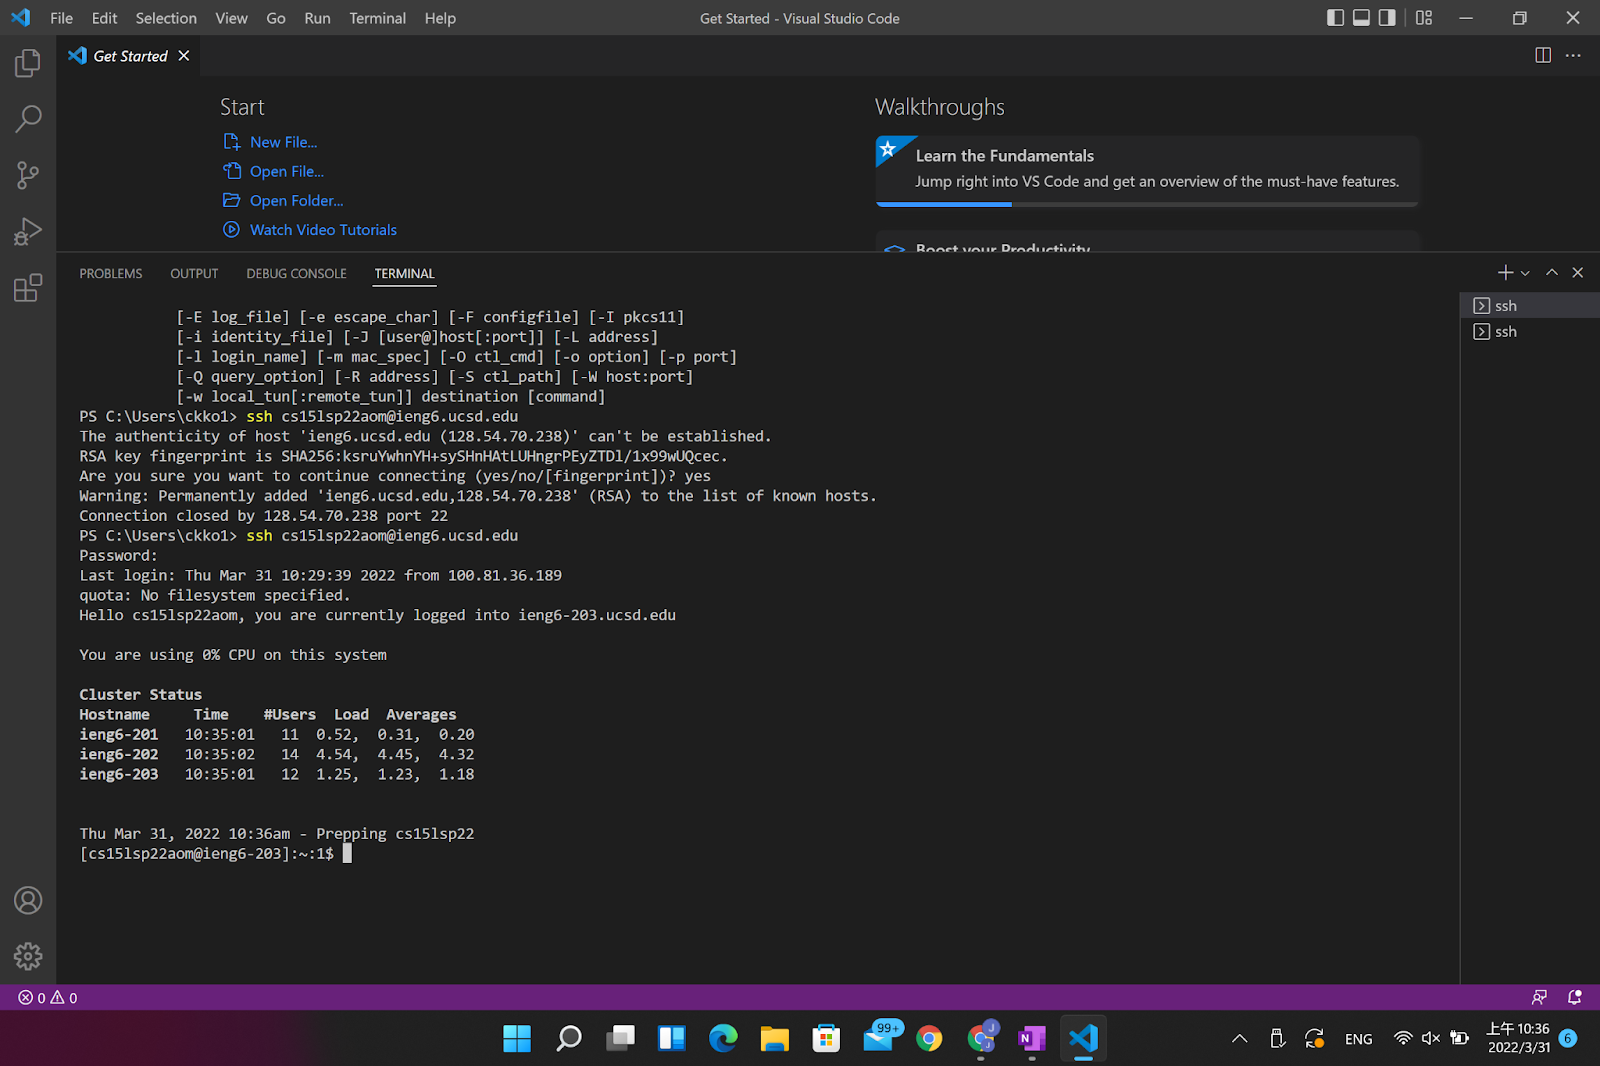 File Edit Selection View Go Run Terminal Help
Get Started - Visual Studio Code
Get Started
Start
New File...
Open File...
Open Folder...
Watch Video Tutorials
Walkthroughs
Learn the Fundamentals
Jump right into VS Code and get an overview of the must-have features.
Boost your Productivity
PROBLEMS OUTPUT DEBUG CONSOLE TERMINAL
ssh
ssh
[-E log_file] [-e escape_char] [-F configfile] [-I pkcs11]
[-i identity_file] [-J [user@]host[:port]] [-L address]
[-l login_name] [-m mac_spec] [-O ctl_cmd] [-o option] [-p port]
[-Q query_option] [-R address] [-S ctl_path] [-W host:port]
[-w local_tun[:remote_tun]] destination [command]
PS C:\Users\ckko1> ssh cs15lsp22aom@ieng6.ucsd.edu
The authenticity of host 'ieng6.ucsd.edu (128.54.70.238)' can't be established.
RSA key fingerprint is SHA256:ksruYwhnYH+sySHnHAtLUHngrPEyZTDl/1x99wUQcec.
Are you sure you want to continue connecting (yes/no/[fingerprint])? yes
Warning: Permanently added 'ieng6.ucsd.edu,128.54.70.238' (RSA) to the list of known hosts.
Connection closed by 128.54.70.238 port 22
PS C:\Users\ckko1> ssh cs15lsp22aom@ieng6.ucsd.edu
Password:
Last login: Thu Mar 31 10:29:39 2022 from 100.81.36.189
quota: No filesystem specified.
Hello cs15lsp22aom, you are currently logged into ieng6-203.ucsd.edu
You are using 0% CPU on this system
Cluster Status
Hostname Time #Users Load Averages
ieng6-201 10:35:01 11 0.52, 0.31, 0.20
ieng6-202 10:35:02 14 4.54, 4.45, 4.32
ieng6-203 10:35:01 12 1.25, 1.23, 1.18
Thu Mar 31, 2022 10:36am - Prepping cs15lsp22
[cs15lsp22aom@ieng6-203]:~:1$
0 0
99+
J
J
N
ENG
上午 10:36
2022/3/31
6